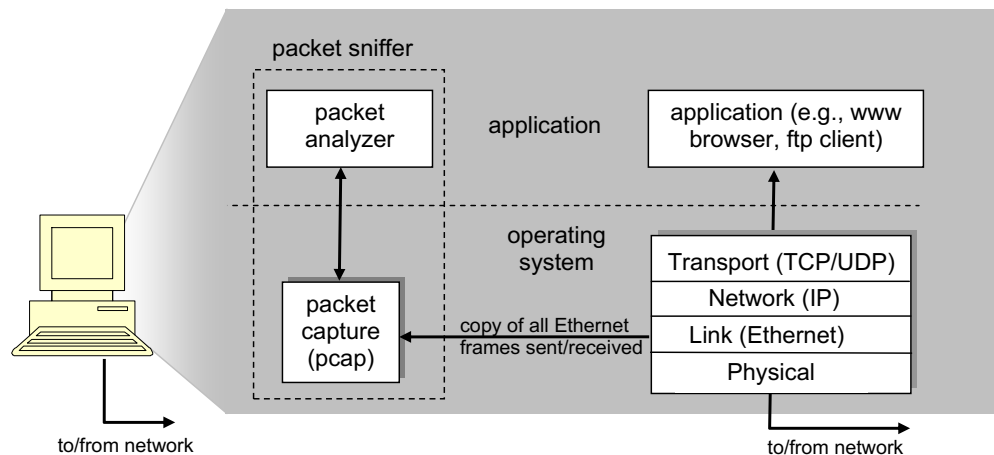 packet sniffer
packet
analyzer
application
application (e.g., www
browser, ftp client)
operating
system
packet
capture
(pcap)
copy of all Ethernet
frames sent/received
Transport (TCP/UDP)
Network (IP)
Link (Ethernet)
Physical
to/from network
to/from network